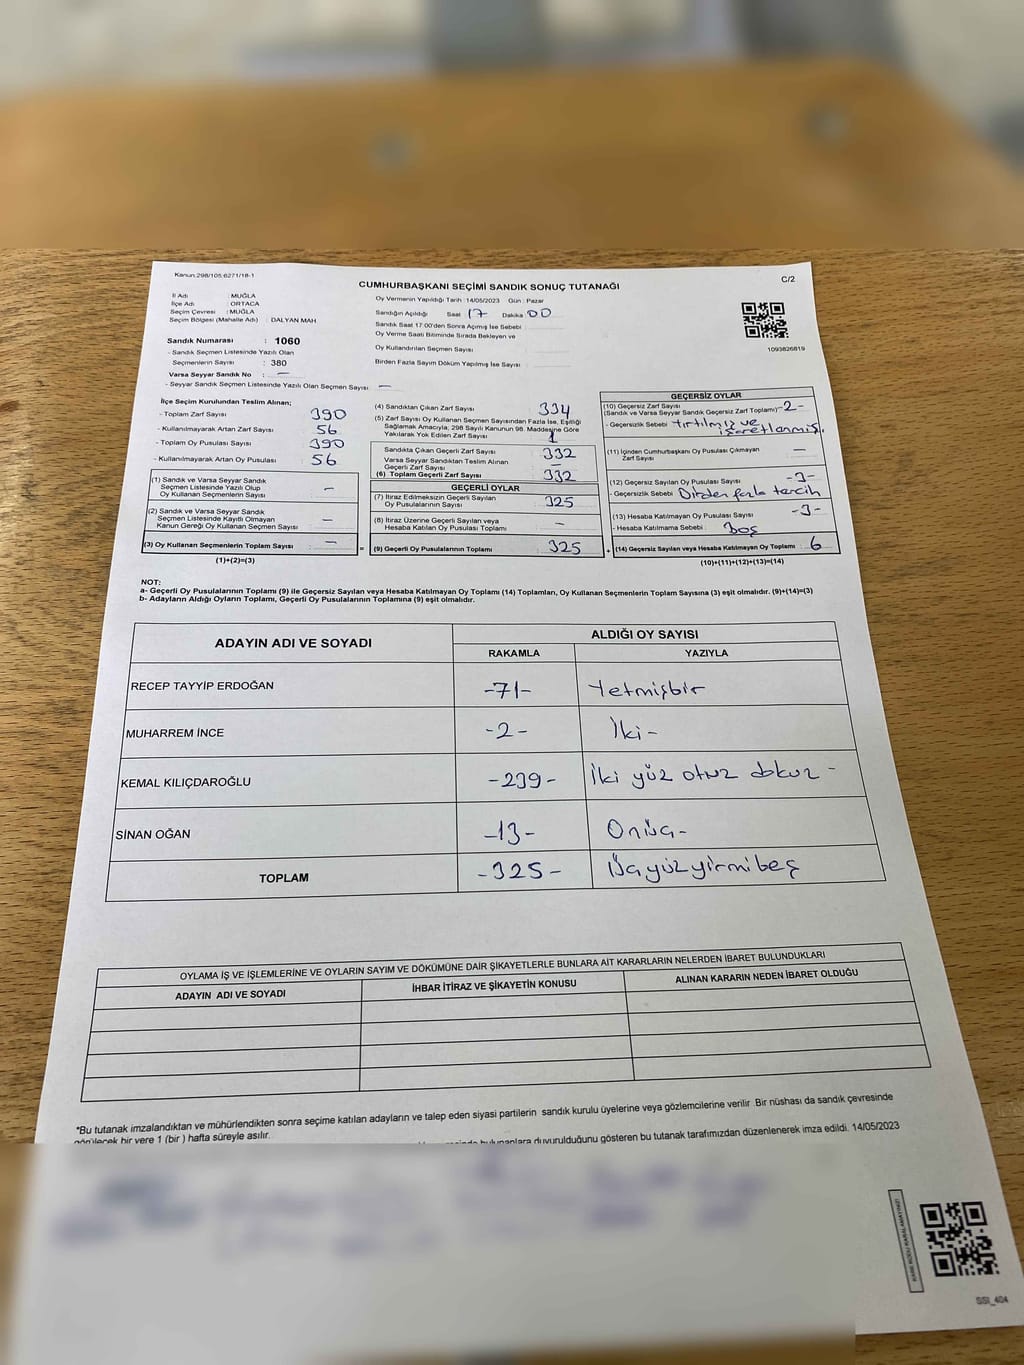 Kanun:298/105 6271/18-1
C/2
CUMHURBAŞKANI SEÇİMİ SANDIK SONUÇ TUTANAĞI
İl Adı : MUĞLA
İlçe Adı : ORTACA
Seçim Çevresi : MUĞLA
Seçim Bölgesi (Mahalle Adı) : DALYAN MAH
Sandık Numarası : 1060
- Sandık Seçmen Listesinde Yazılı Olan
Seçmenlerin Sayısı : 380
Varsa Seyyar Sandık No : —
- Seyyar Sandık Seçmen Listesinde Yazılı Olan Seçmen Sayısı —
Oy Vermenin Yapıldığı Tarih : 14/05/2023 Gün : Pazar
Sandığın Açıldığı Saat 17 Dakika 00
Sandık Saat 17.00'den Sonra Açımış İse Sebebi
Oy Verme Saati Bitiminde Sırada Bekleyen ve
Oy Kullandırılan Seçmen Sayısı
Birden Fazla Sayım Döküm Yapılmış İse Sayısı :
1093826819
İlçe Seçim Kurulundan Teslim Alınan;
- Toplam Zarf Sayısı 390
- Kullanılmayarak Artan Zarf Sayısı 56
- Toplum Oy Pusulası Sayısı 390
- Kullanılmayarak Artan Oy Pusulası 56
(1) Sandık ve Varsa Seyyar Sandık
Seçmen Listesinde Yazılı Olup
Oy Kullanan Seçmenlerin Sayısı —
(2) Sandık ve Varsa Seyyar Sandık
Seçmen Listesinde Kayıtlı Olmayan
Kanun Gereği Oy Kullanan Seçmen Sayısı —
(3) Oy Kullanan Seçmenlerin Toplam Sayısı —
(1)+(2)=(3)
(4) Sandıktan Çıkan Zarf Sayısı 334
(5) Zarf Sayısı Oy Kullanan Seçmen Sayısından Fazla İse, Eşitliği
Sağlamak Amacıyla; 298 Sayılı Kanunun 98. Maddesine Göre
Yakılarak Yok Edilen Zarf Sayısı
Sandıkta Çıkan Geçerli Zarf Sayısı 332
Varsa Seyyar Sandıktan Teslim Alınan
Geçerli Zarf Sayısı —
(6) Toplam Geçerli Zarf Sayısı 332
GEÇERLİ OYLAR
(7) İtiraz Edilmeksizin Geçerli Sayılan
Oy Pusulalarının Sayısı 325
(8) İtiraz Üzerine Geçerli Sayılan veya
Hesaba Katılan Oy Pusulası Toplamı —
= (9) Geçerli Oy Pusulalarının Toplamı 325
GEÇERSİZ OYLAR
(10) Geçersiz Zarf Sayısı
(Sandık ve Varsa Seyyar Sandık Geçersiz Zarf Toplamı) -2-
- Geçersizlik Sebebi Yırtılmış ve
işaretlenmiş.
(11) İçinden Cumhurbaşkanı Oy Pusulası Çıkmayan
Zarf Sayısı —
(12) Geçersiz Sayılan Oy Pusulası Sayısı -3-
- Geçersizlik Sebebi Birden fazla tercih
(13) Hesaba Katılmayan Oy Pusulası Sayısı -3-
- Hesaba Katılmama Sebebi : boş
+ (14) Geçersiz Sayılan veya Hesaba Katılmayan Oy Toplamı : 6
(10)+(11)+(12)+(13)=(14)
NOT:
a- Geçerli Oy Pusulalarının Toplamı (9) ile Geçersiz Sayılan veya Hesaba Katılmayan Oy Toplamı (14) Toplamları, Oy Kullanan Seçmenlerin Toplam Sayısına (3) eşit olmalıdır. (9)+(14)=(3)
b- Adayların Aldığı Oyların Toplamı, Geçerli Oy Pusulalarının Toplamına (9) eşit olmalıdır.
ADAYIN ADI VE SOYADI
ALDIĞI OY SAYISI
RAKAMLA YAZIYLA
RECEP TAYYİP ERDOĞAN -71- Yetmişbir
MUHARREM İNCE -2- İki-
KEMAL KILIÇDAROĞLU -239- İki yüz otuz dokuz -
SİNAN OĞAN -13- Onüç-
TOPLAM -325- Üçyüzyirmibeş
OYLAMA İŞ VE İŞLEMLERİNE VE OYLARIN SAYIM VE DÖKÜMÜNE DAİR ŞİKAYETLERLE BUNLARA AİT KARARLARIN NELERDEN İBARET BULUNDUKLARI
ADAYIN ADI VE SOYADI İHBAR İTİRAZ VE ŞİKAYETİN KONUSU ALINAN KARARIN NEDEN İBARET OLDUĞU
*Bu tutanak imzalandıktan ve mühürlendikten sonra seçime katılan adayların ve talep eden siyasi partilerin sandık kurulu üyelerine veya gözlemcilerine verilir. Bir nüshası da sandık çevresinde
görülecek bir yere 1 (bir) hafta süreyle asılır.
bulunanlara duyurulduğunu gösteren bu tutanak tarafımızdan düzenlenerek imza edildi. 14/05/2023
KARE KODU KARALAMAYINIZ!
SSI_404